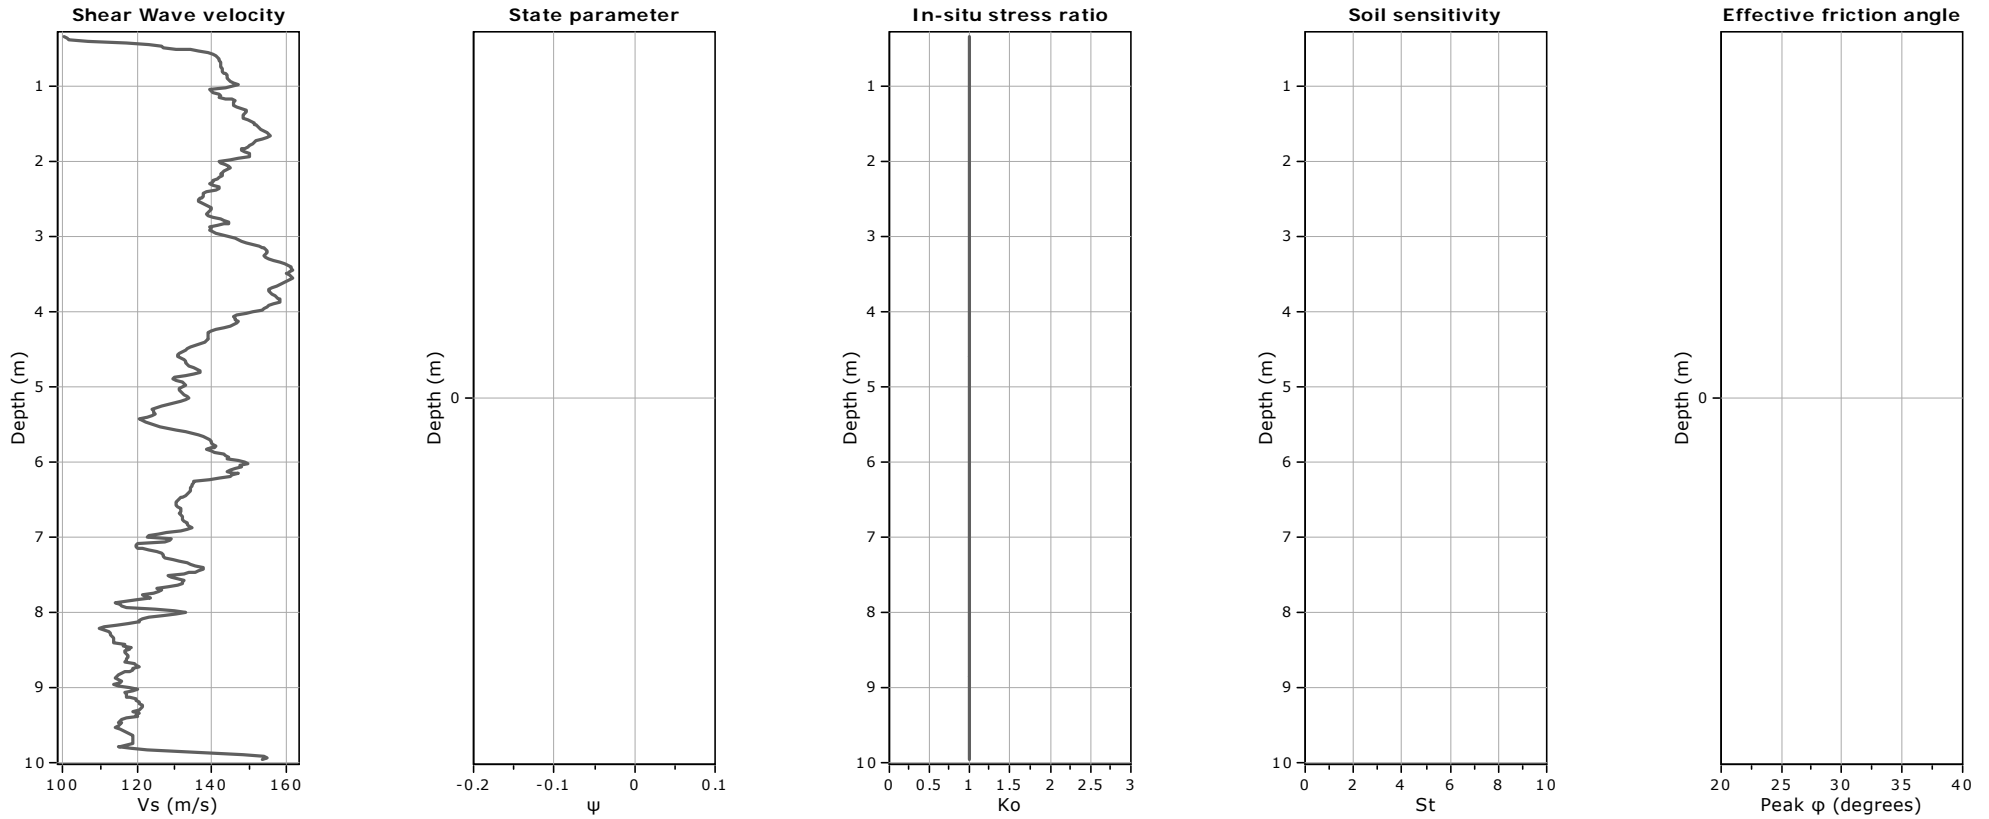 Shear Wave velocity
Depth (m)
1
2
3
4
5
6
7
8
9
10
100 120 140 160
Vs (m/s)
State parameter
Depth (m)
0
-0.2 -0.1 0 0.1
ψ
In-situ stress ratio
Depth (m)
1
2
3
4
5
6
7
8
9
10
0 0.5 1 1.5 2 2.5 3
Ko
Soil sensitivity
Depth (m)
1
2
3
4
5
6
7
8
9
10
0 2 4 6 8 10
St
Effective friction angle
Depth (m)
0
20 25 30 35 40
Peak φ (degrees)